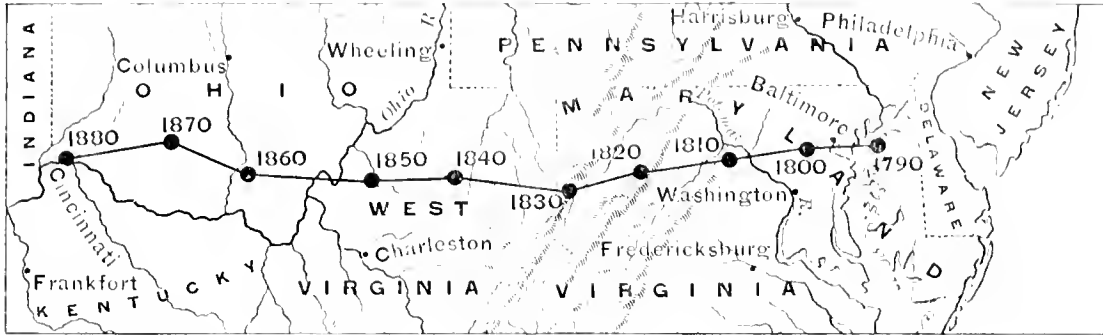 INDIANA
OHIO
Columbus
Wheeling
Ohio R.
PENNSYLVANIA
Harrisburg
Philadelphia
NEW JERSEY
MARYLAND
Baltimore
DELAWARE
1880
1870
1860
1850
1840
1830
1820
1810
1800
1790
Cincinnati
WEST VIRGINIA
Washington
R.
Charleston
Fredericksburg
Frankfort
KENTUCKY
VIRGINIA